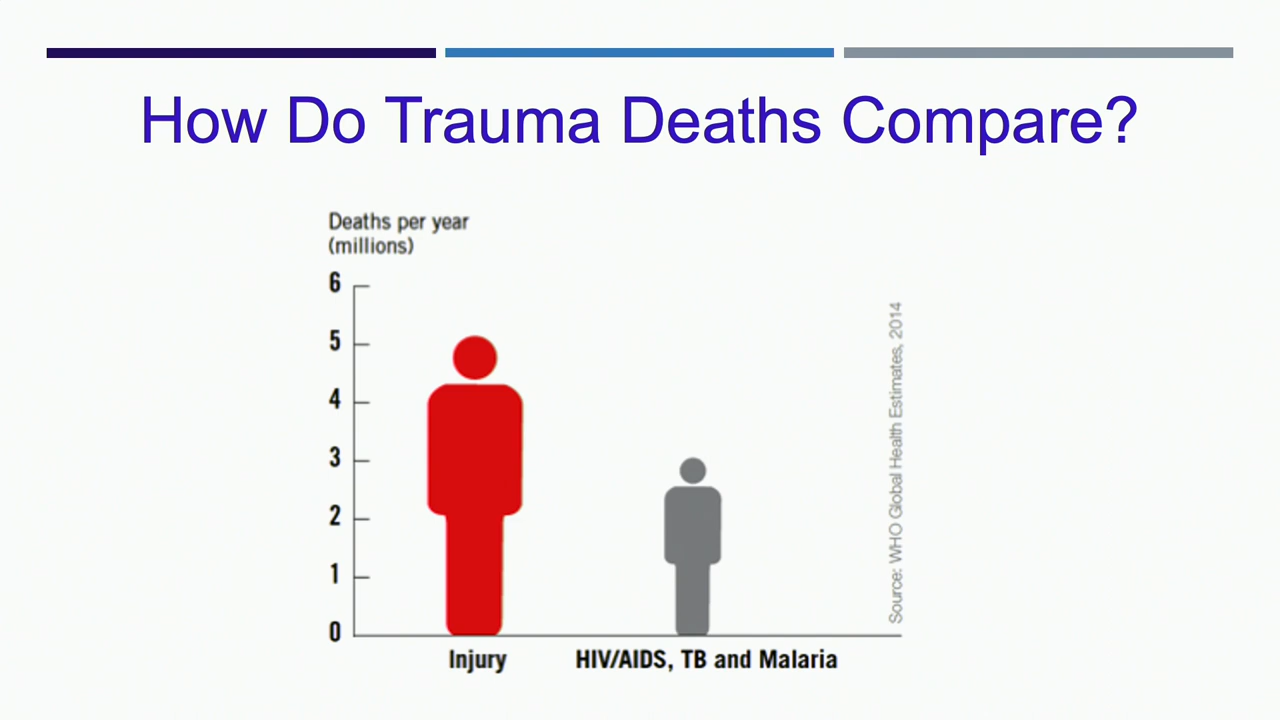 How Do Trauma Deaths Compare?
Deaths per year
(millions)
6
5
4
3
2
1
0
Injury
HIV/AIDS, TB and Malaria
Source: WHO Global Health Estimates, 2014